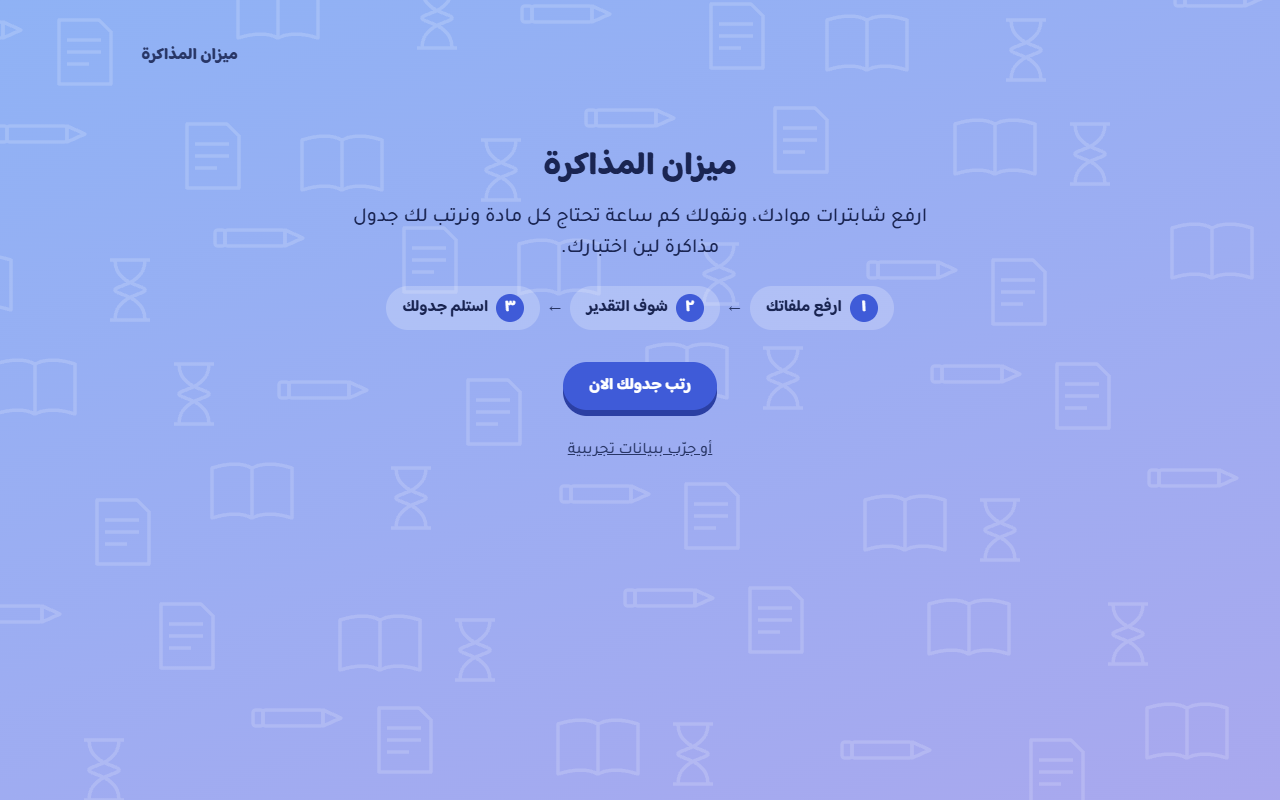 ميزان المذاكرة
ميزان المذاكرة
ارفع شابترات موادك، ونقولك كم ساعة تحتاج كل مادة ونرتب لك جدول
مذاكرة لين اختبارك.
١ ارفع ملفاتك ← ٢ شوف التقدير ← ٣ استلم جدولك
رتب جدولك الان
أو جرّب ببيانات تجريبية